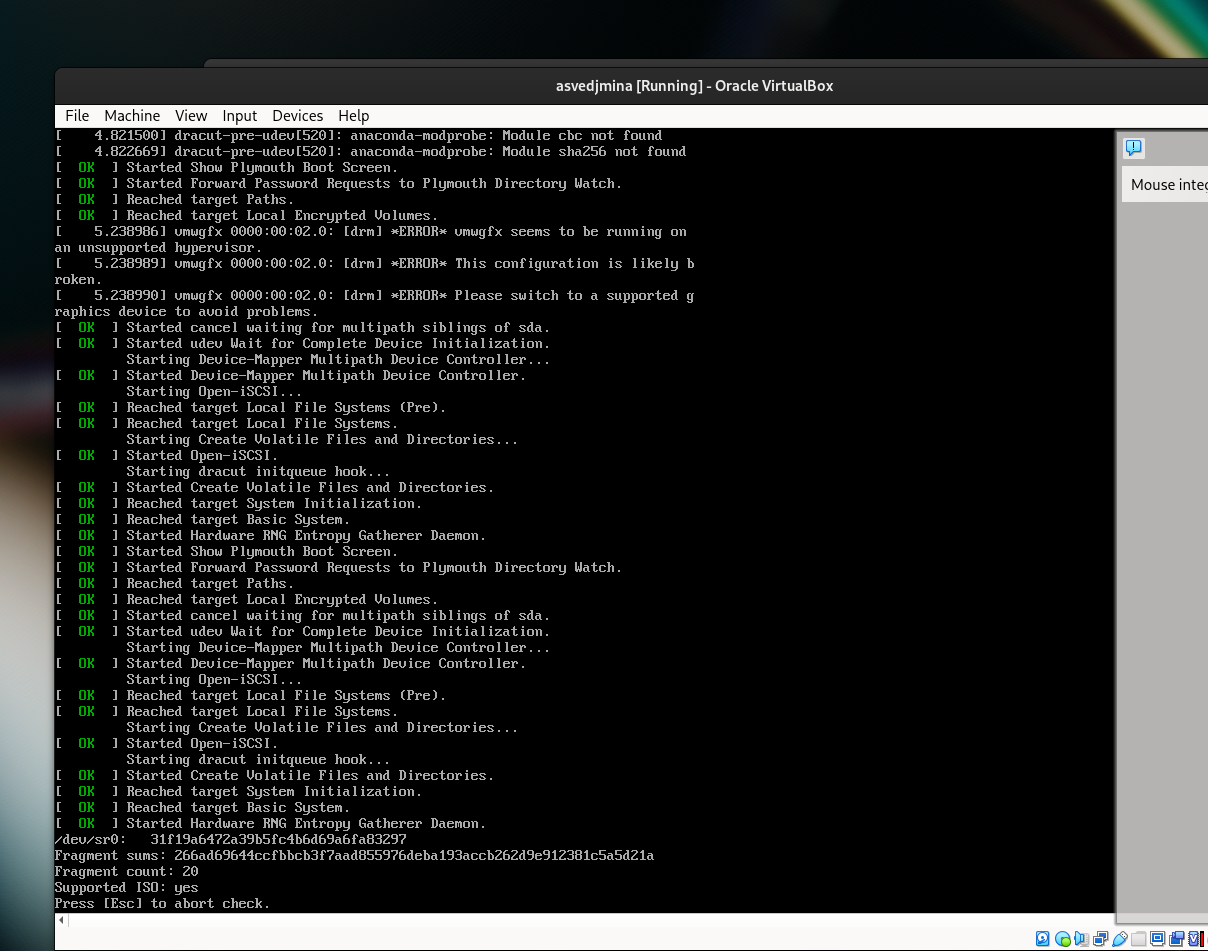 asvedjmina [Running] - Oracle VirtualBox
File Machine View Input Devices Help
[    4.821500] dracut-pre-udev[520]: anaconda-modprobe: Module cbc not found
[    4.822669] dracut-pre-udev[520]: anaconda-modprobe: Module sha256 not found
[  OK  ] Started Show Plymouth Boot Screen.
[  OK  ] Started Forward Password Requests to Plymouth Directory Watch.
[  OK  ] Reached target Paths.
[  OK  ] Reached target Local Encrypted Volumes.
[    5.238986] vmwgfx 0000:00:02.0: [drm] *ERROR* vmwgfx seems to be running on
an unsupported hypervisor.
[    5.238989] vmwgfx 0000:00:02.0: [drm] *ERROR* This configuration is likely b
roken.
[    5.238990] vmwgfx 0000:00:02.0: [drm] *ERROR* Please switch to a supported g
raphics device to avoid problems.
[  OK  ] Started cancel waiting for multipath siblings of sda.
[  OK  ] Started udev Wait for Complete Device Initialization.
Starting Device-Mapper Multipath Device Controller...
[  OK  ] Started Device-Mapper Multipath Device Controller.
Starting Open-iSCSI...
[  OK  ] Reached target Local File Systems (Pre).
[  OK  ] Reached target Local File Systems.
Starting Create Volatile Files and Directories...
[  OK  ] Started Open-iSCSI.
Starting dracut initqueue hook...
[  OK  ] Started Create Volatile Files and Directories.
[  OK  ] Reached target System Initialization.
[  OK  ] Reached target Basic System.
[  OK  ] Started Hardware RNG Entropy Gatherer Daemon.
[  OK  ] Started Show Plymouth Boot Screen.
[  OK  ] Started Forward Password Requests to Plymouth Directory Watch.
[  OK  ] Reached target Paths.
[  OK  ] Reached target Local Encrypted Volumes.
[  OK  ] Started cancel waiting for multipath siblings of sda.
[  OK  ] Started udev Wait for Complete Device Initialization.
Starting Device-Mapper Multipath Device Controller...
[  OK  ] Started Device-Mapper Multipath Device Controller.
Starting Open-iSCSI...
[  OK  ] Reached target Local File Systems (Pre).
[  OK  ] Reached target Local File Systems.
Starting Create Volatile Files and Directories...
[  OK  ] Started Open-iSCSI.
Starting dracut initqueue hook...
[  OK  ] Started Create Volatile Files and Directories.
[  OK  ] Reached target System Initialization.
[  OK  ] Reached target Basic System.
[  OK  ] Started Hardware RNG Entropy Gatherer Daemon.
/dev/sr0:   31f19a6472a39b5fc4b6d69a6fa83297
Fragment sums: 266ad69644ccfbbcb3f7aad855976deba193accb262d9e912381c5a5d21a
Fragment count: 20
Supported ISO: yes
Press [Esc] to abort check.
Mouse integ